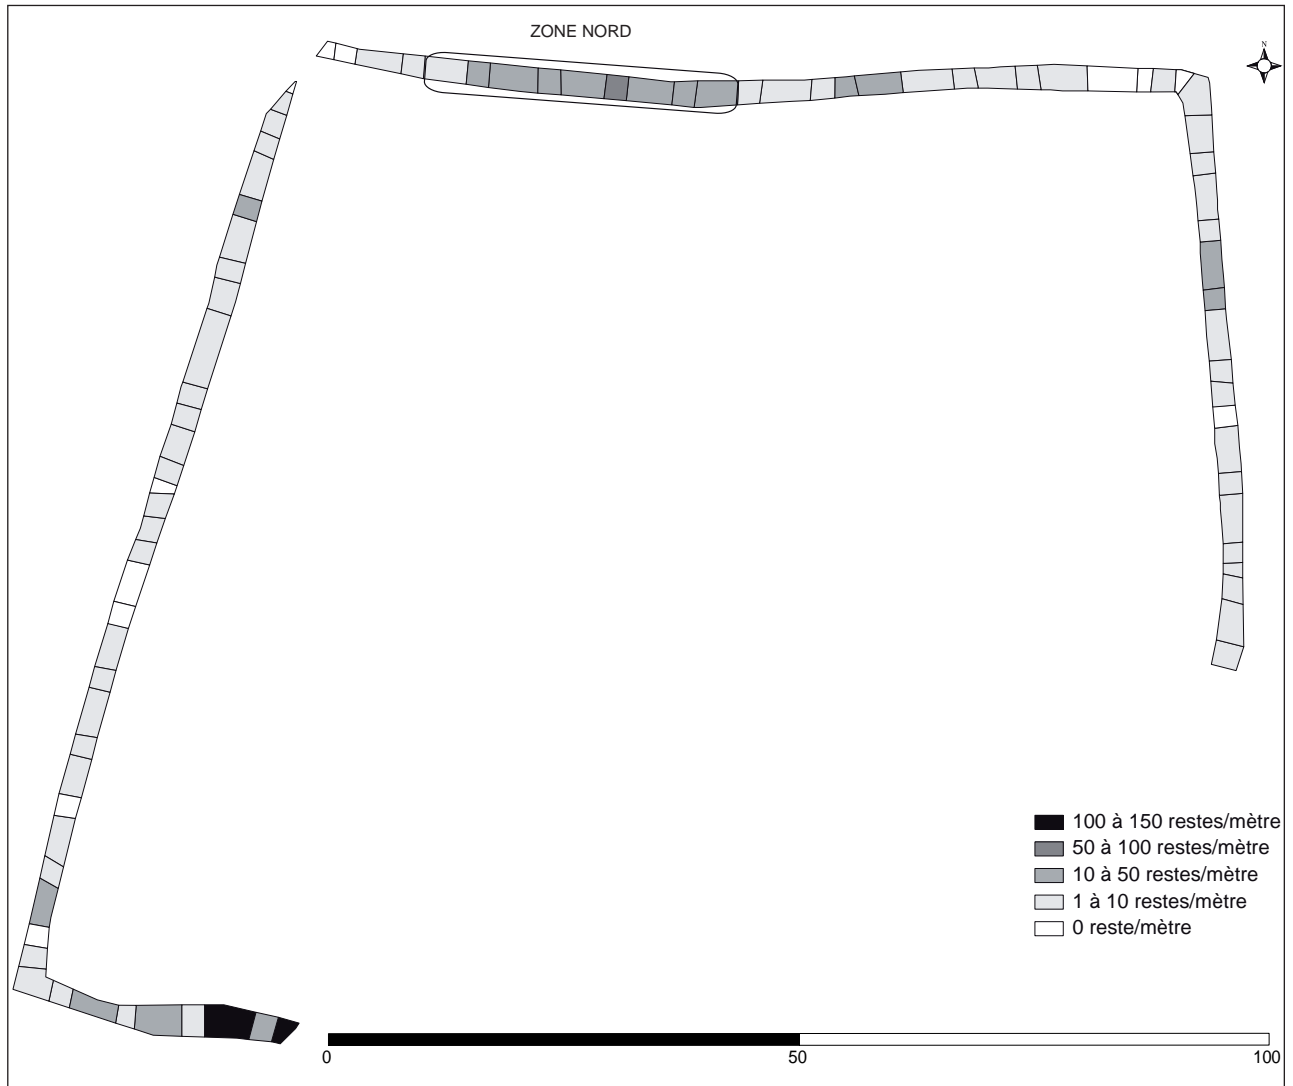 ZONE NORD
N
100 à 150 restes/mètre
50 à 100 restes/mètre
10 à 50 restes/mètre
1 à 10 restes/mètre
0 reste/mètre
0 50 100